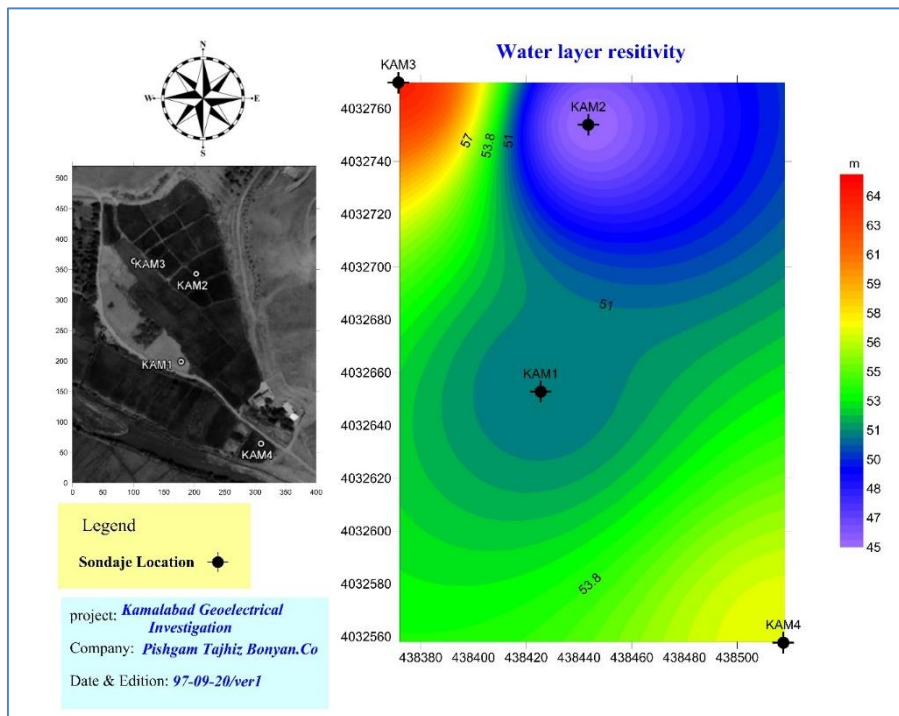 N
W
E
S
Water layer resitivity
KAM3
KAM2
KAM1
KAM4
57
53.8
51
51
53.8
4032760
4032740
4032720
4032700
4032680
4032660
4032640
4032620
4032600
4032580
4032560
438380 438400 438420 438440 438460 438480 438500
m
64
62
59
58
56
54
53
52
51
50
48
47
45
500
450
400
350
300
250
200
150
100
50
0
0 50 100 150 200 250 300 350 400
KAM3
KAM2
KAM1
KAM4
Legend
Sondaje Location
project: Kamalabad Geoelectrical
Investigation
Company: Pishgam Tajhiz Bonyan.Co
Date & Edition: 97-09-20/ver1